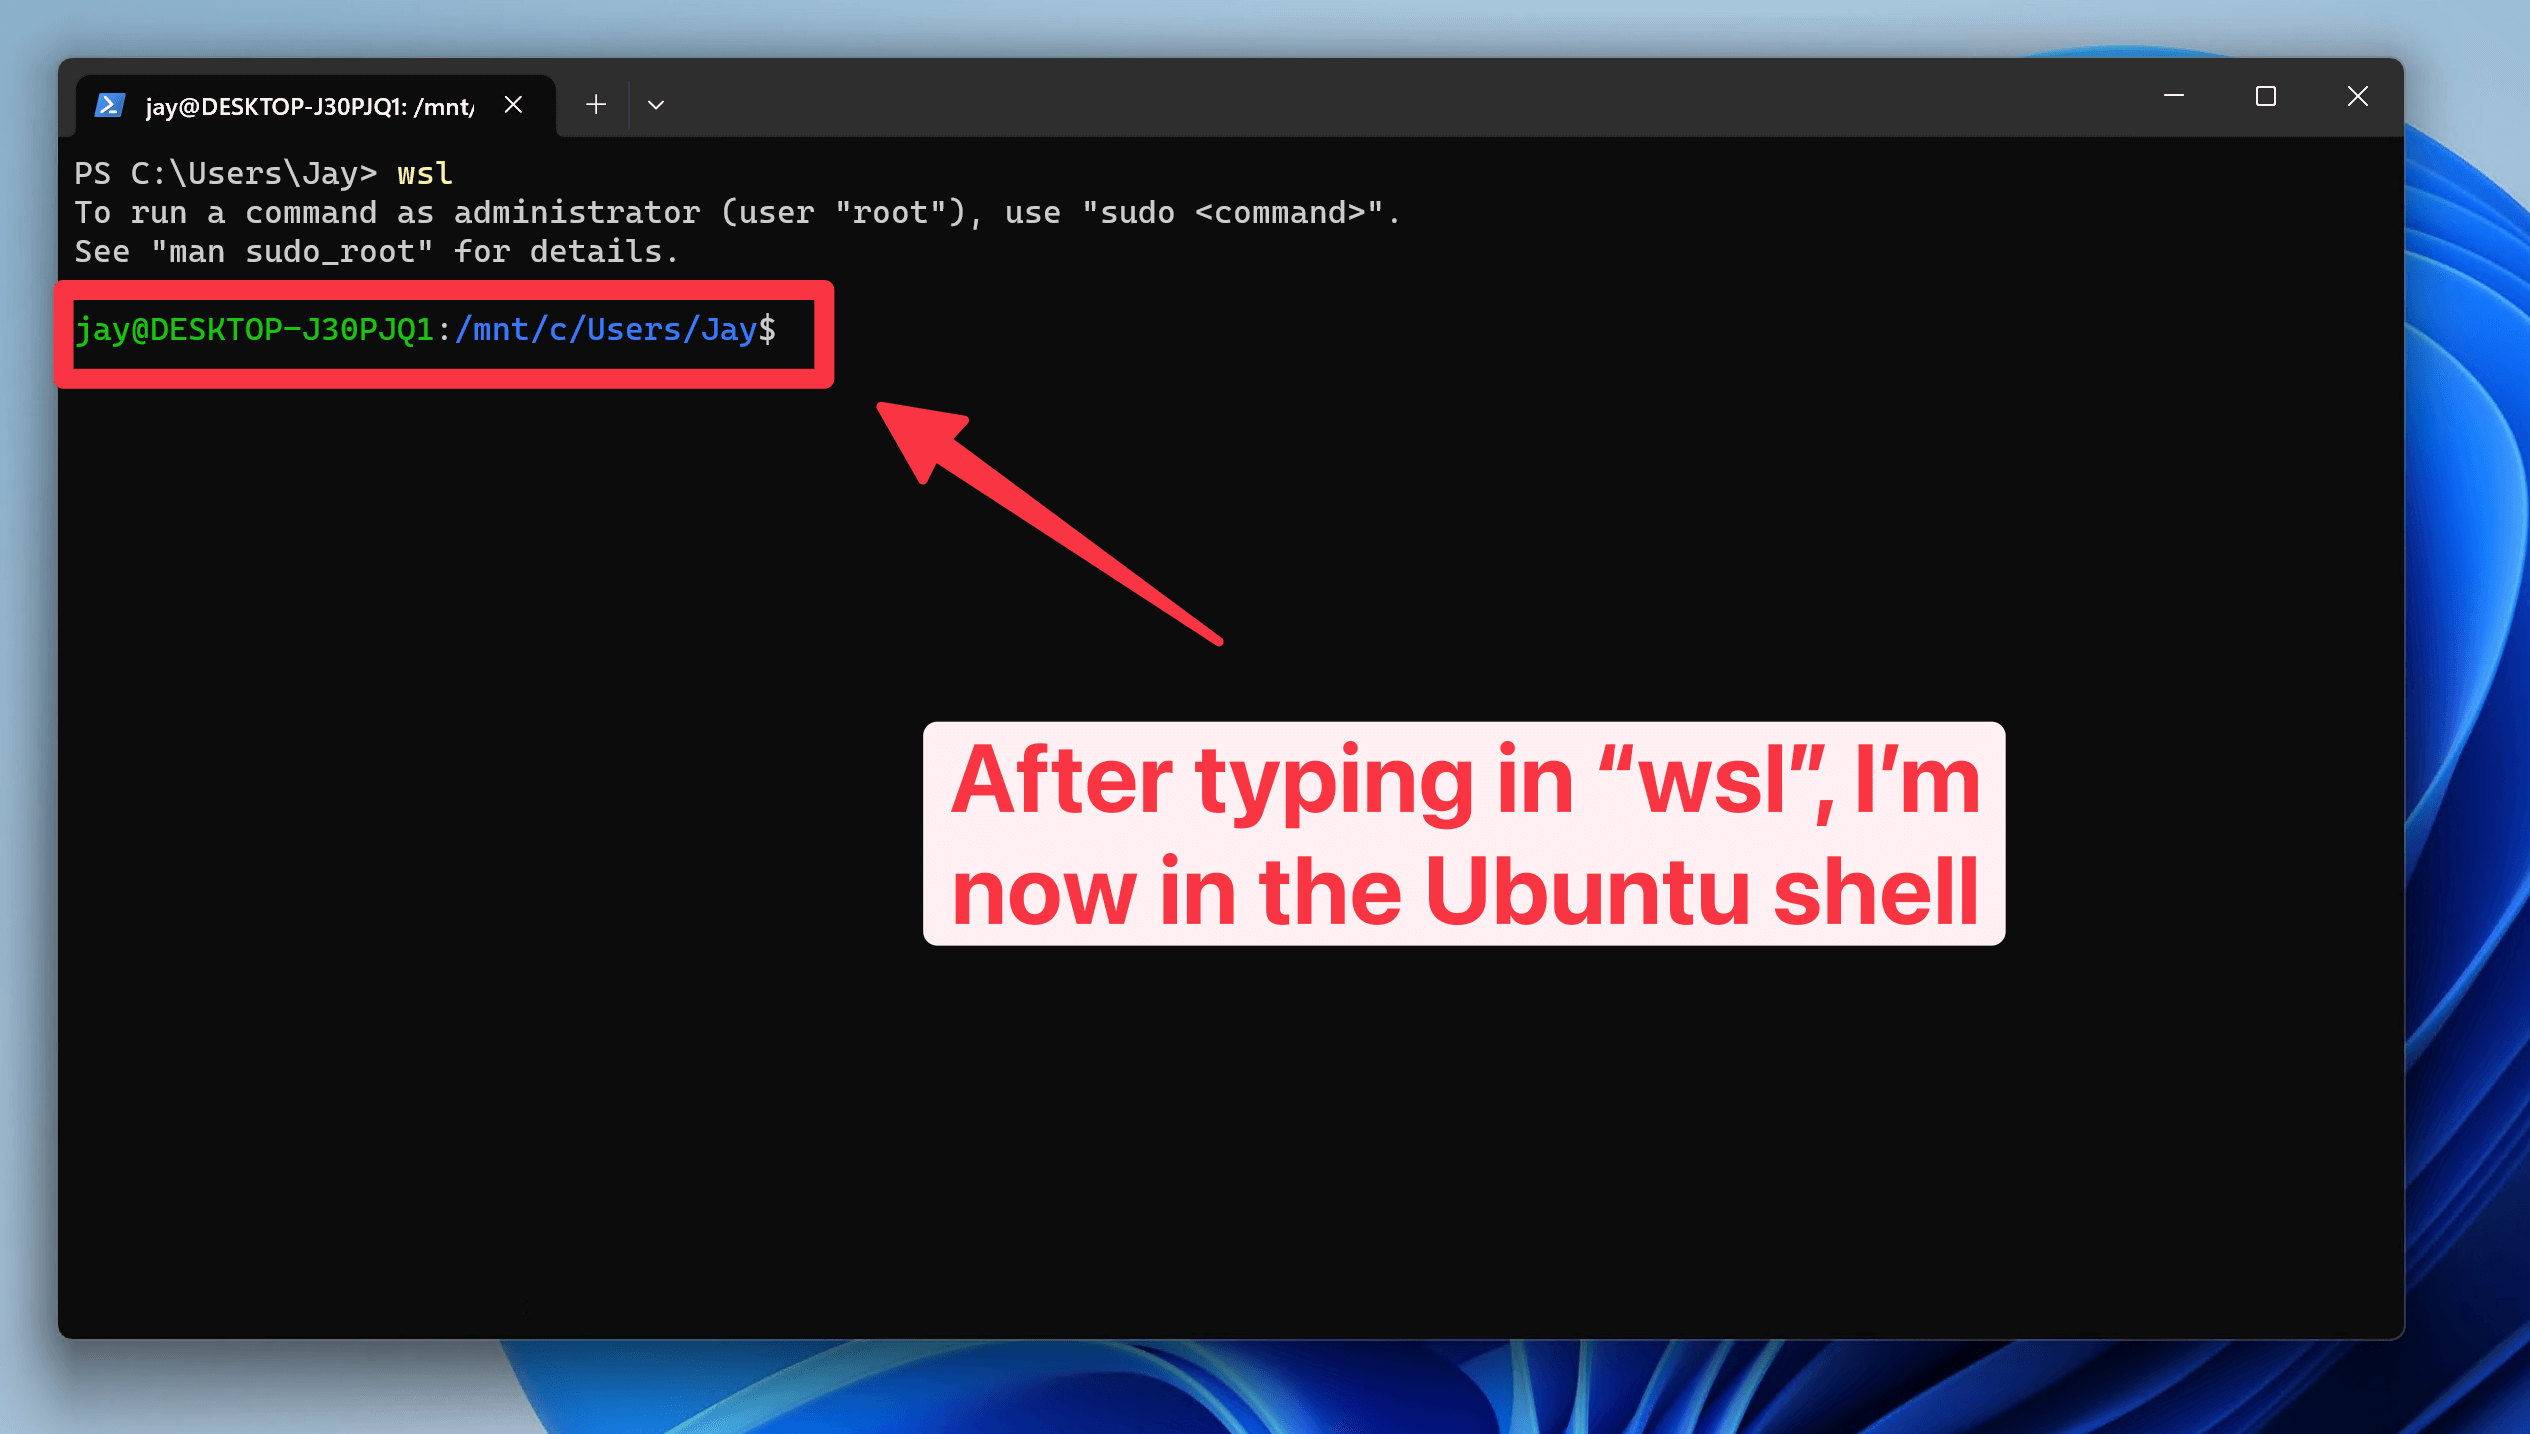 jay@DESKTOP-J30PJQ1: /mnt/
PS C:\Users\Jay> wsl
To run a command as administrator (user "root"), use "sudo <command>".
See "man sudo_root" for details.
jay@DESKTOP-J30PJQ1:/mnt/c/Users/Jay$
After typing in “wsl”, I’m
now in the Ubuntu shell